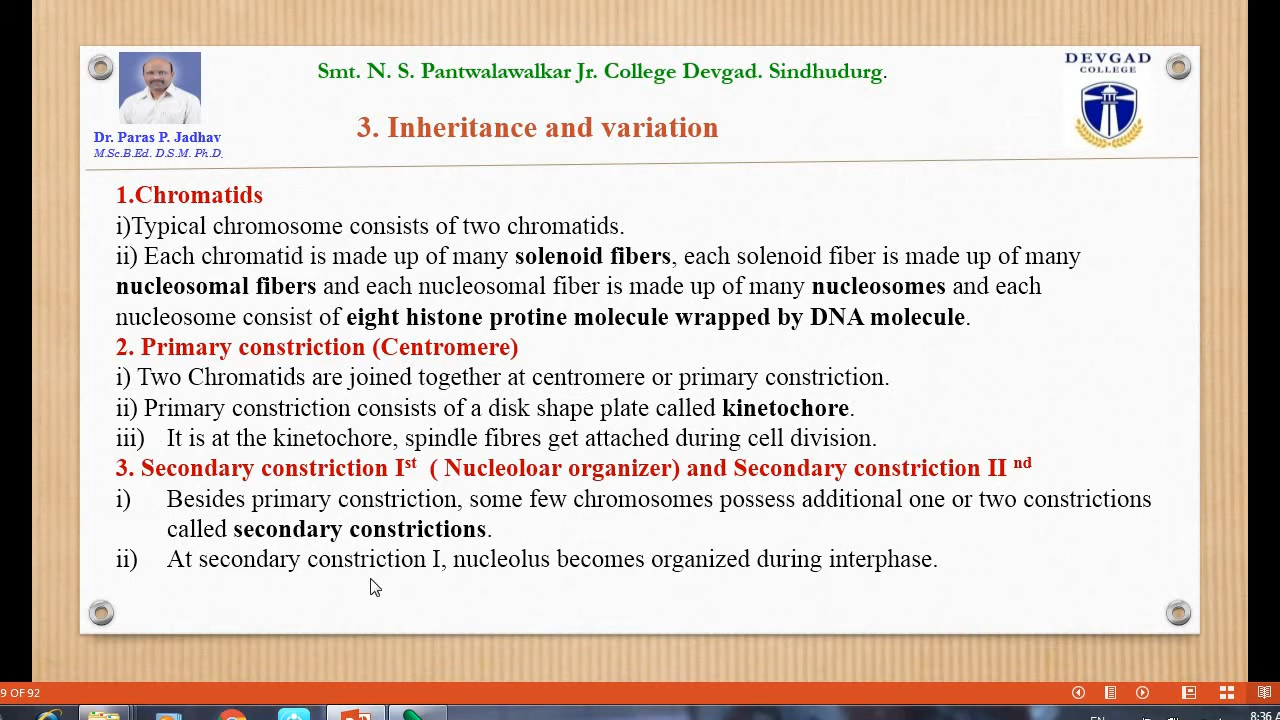 Smt. N. S. Pantwalawalkar Jr. College Devgad. Sindhudurg.
DEVGAD
COLLEGE
3. Inheritance and variation
Dr. Paras P. Jadhav
M.Sc.B.Ed. D.S.M. Ph.D.
1.Chromatids
i)Typical chromosome consists of two chromatids.
ii) Each chromatid is made up of many solenoid fibers, each solenoid fiber is made up of many
nucleosomal fibers and each nucleosomal fiber is made up of many nucleosomes and each
nucleosome consist of eight histone protine molecule wrapped by DNA molecule.
2. Primary constriction (Centromere)
i) Two Chromatids are joined together at centromere or primary constriction.
ii) Primary constriction consists of a disk shape plate called kinetochore.
iii) It is at the kinetochore, spindle fibres get attached during cell division.
3. Secondary constriction Ist ( Nucleoloar organizer) and Secondary constriction II nd
i) Besides primary constriction, some few chromosomes possess additional one or two constrictions
called secondary constrictions.
ii) At secondary constriction I, nucleolus becomes organized during interphase.
9 OF 92